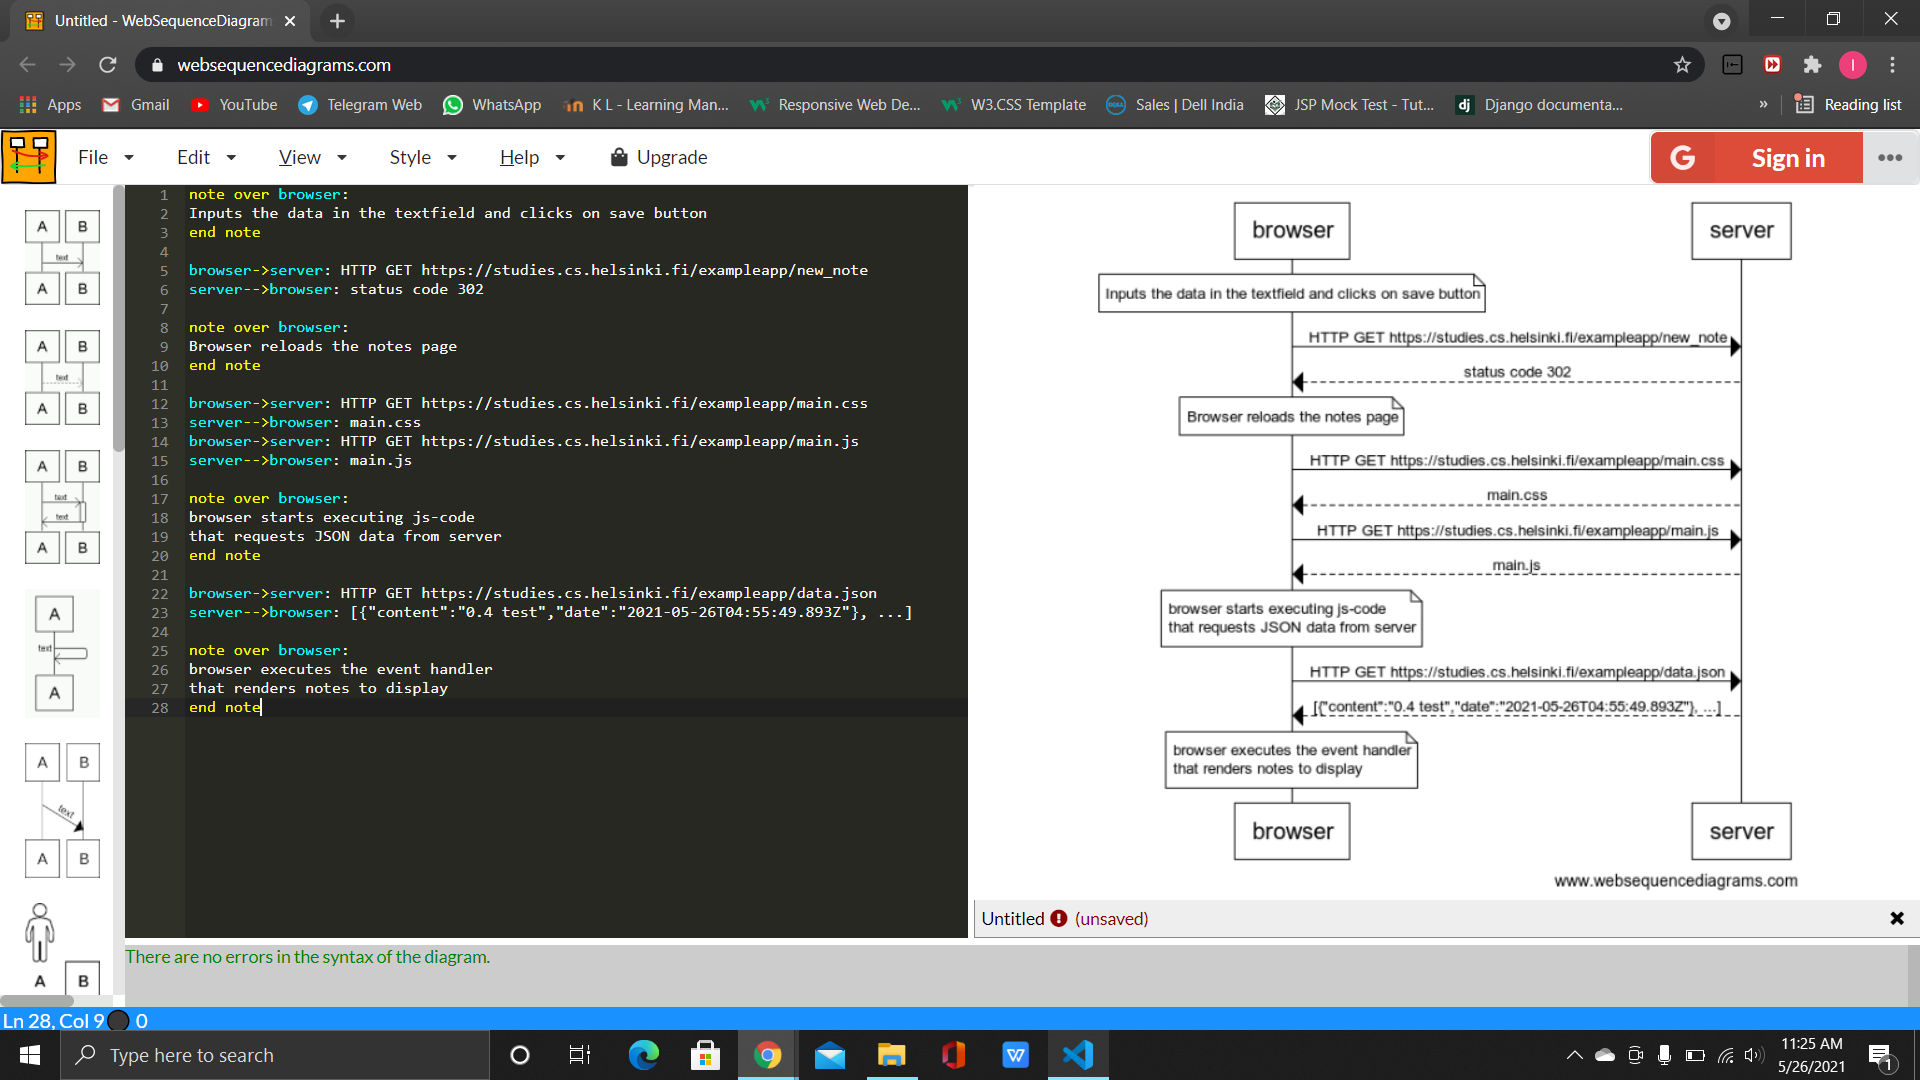 Untitled - WebSequenceDiagram
websequencediagrams.com
Apps
Gmail
YouTube
Telegram Web
WhatsApp
K L - Learning Man...
Responsive Web De...
W3.CSS Template
Sales | Dell India
JSP Mock Test - Tut...
Django documenta...
»
Reading list
File
Edit
View
Style
Help
Upgrade
G Sign in
A B
text
A B
A B
text
A B
A B
text
text
A B
A
text
A
A B
text
A B
A B
1 note over browser:
2 Inputs the data in the textfield and clicks on save button
3 end note
4
5 browser->server: HTTP GET https://studies.cs.helsinki.fi/exampleapp/new_note
6 server-->browser: status code 302
7
8 note over browser:
9 Browser reloads the notes page
10 end note
11
12 browser->server: HTTP GET https://studies.cs.helsinki.fi/exampleapp/main.css
13 server-->browser: main.css
14 browser->server: HTTP GET https://studies.cs.helsinki.fi/exampleapp/main.js
15 server-->browser: main.js
16
17 note over browser:
18 browser starts executing js-code
19 that requests JSON data from server
20 end note
21
22 browser->server: HTTP GET https://studies.cs.helsinki.fi/exampleapp/data.json
23 server-->browser: [{"content":"0.4 test","date":"2021-05-26T04:55:49.893Z"}, ...]
24
25 note over browser:
26 browser executes the event handler
27 that renders notes to display
28 end note
browser server
Inputs the data in the textfield and clicks on save button
HTTP GET https://studies.cs.helsinki.fi/exampleapp/new_note
status code 302
Browser reloads the notes page
HTTP GET https://studies.cs.helsinki.fi/exampleapp/main.css
main.css
HTTP GET https://studies.cs.helsinki.fi/exampleapp/main.js
main.js
browser starts executing js-code
that requests JSON data from server
HTTP GET https://studies.cs.helsinki.fi/exampleapp/data.json
[{"content":"0.4 test","date":"2021-05-26T04:55:49.893Z"}, ...]
browser executes the event handler
that renders notes to display
browser server
www.websequencediagrams.com
Untitled (unsaved)
There are no errors in the syntax of the diagram.
Ln 28, Col 9 0
Type here to search
11:25 AM
5/26/2021
1